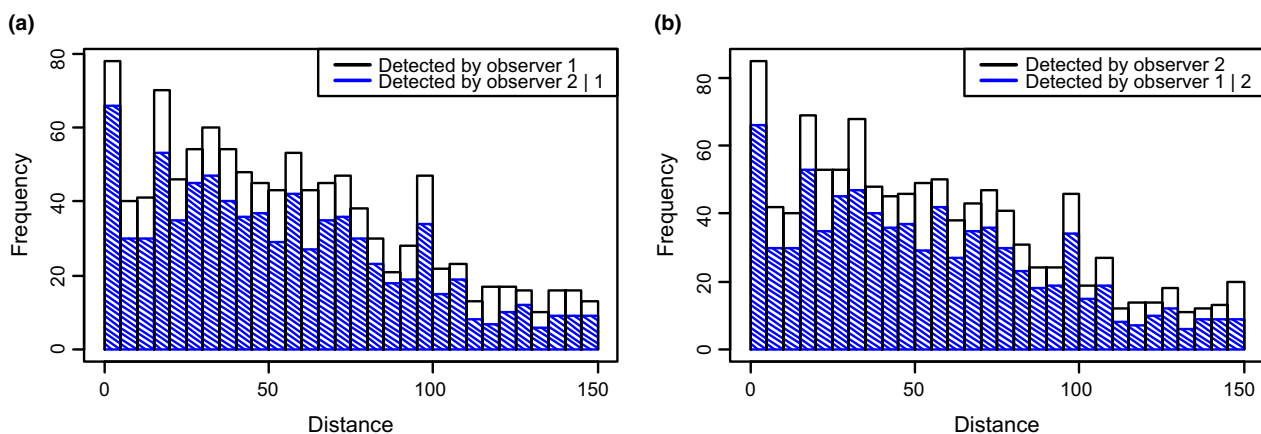 (a)
Detected by observer 1
Detected by observer 2 | 1
Frequency
0 20 40 60 80
0 50 100 150
Distance
(b)
Detected by observer 2
Detected by observer 1 | 2
Frequency
0 20 40 60 80
0 50 100 150
Distance